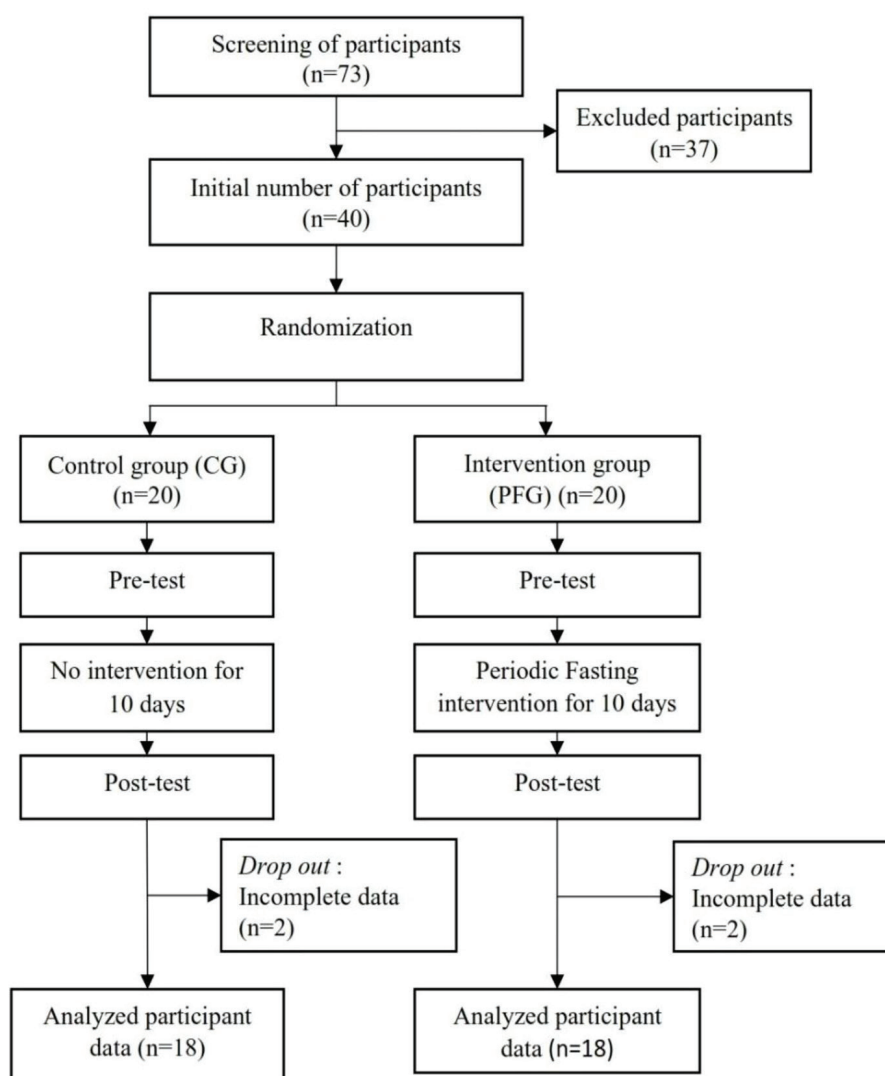 Screening of participants
(n=73)
Excluded participants
(n=37)
Initial number of participants
(n=40)
Randomization
Control group (CG)
(n=20)
Intervention group
(PFG) (n=20)
Pre-test
Pre-test
No intervention for
10 days
Periodic Fasting
intervention for 10 days
Post-test
Post-test
Drop out :
Incomplete data
(n=2)
Drop out :
Incomplete data
(n=2)
Analyzed participant
data (n=18)
Analyzed participant
data (n=18)